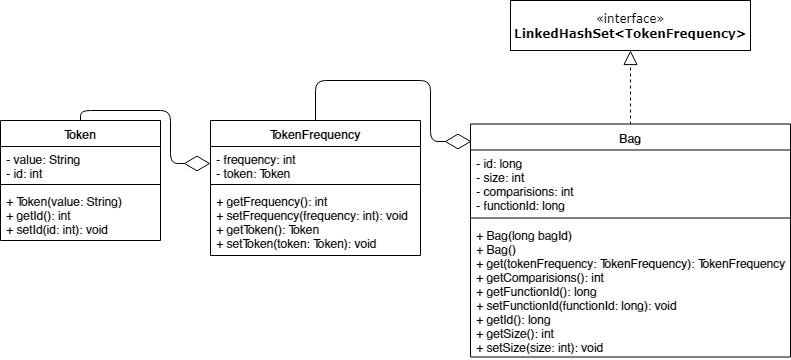 «interface»
LinkedHashSet<TokenFrequency>
Token
- value: String
- id: int
+ Token(value: String)
+ getId(): int
+ setId(id: int): void
TokenFrequency
- frequency: int
- token: Token
+ getFrequency(): int
+ setFrequency(frequency: int): void
+ getToken(): Token
+ setToken(token: Token): void
Bag
- id: long
- size: int
- comparisions: int
- functionId: long
+ Bag(long bagId)
+ Bag()
+ get(tokenFrequency: TokenFrequency): TokenFrequency
+ getComparisions(): int
+ getFunctionId(): long
+ setFunctionId(functionId: long): void
+ getId(): long
+ getSize(): int
+ setSize(size: int): void